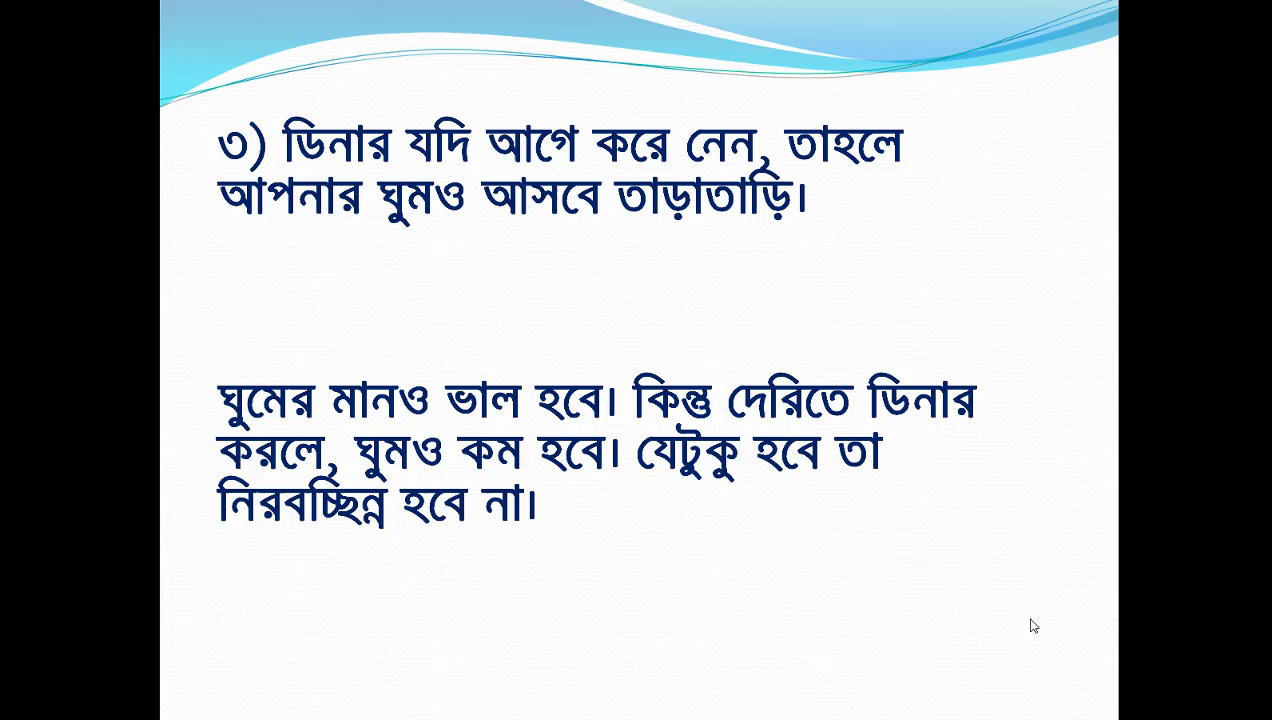 ৩) ডিনার যদি আগে করে নেন, তাহলে
আপনার ঘুমও আসবে তাড়াতাড়ি।
ঘুমের মানও ভাল হবে। কিন্তু দেরিতে ডিনার
করলে, ঘুমও কম হবে। যেটুকু হবে তা
নিরবচ্ছিন্ন হবে না।